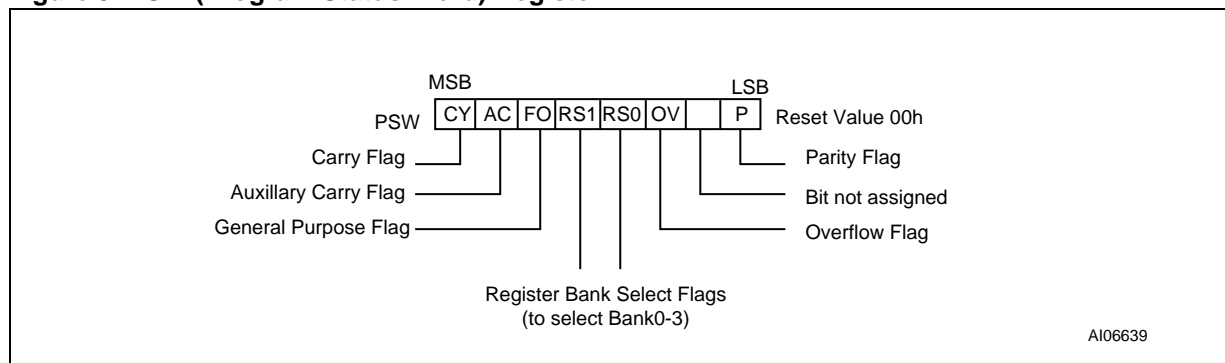 MSB
LSB
PSW CY AC FO RS1 RS0 OV P Reset Value 00h
Carry Flag
Parity Flag
Auxillary Carry Flag
Bit not assigned
General Purpose Flag
Overflow Flag
Register Bank Select Flags
(to select Bank0-3)
AI06639